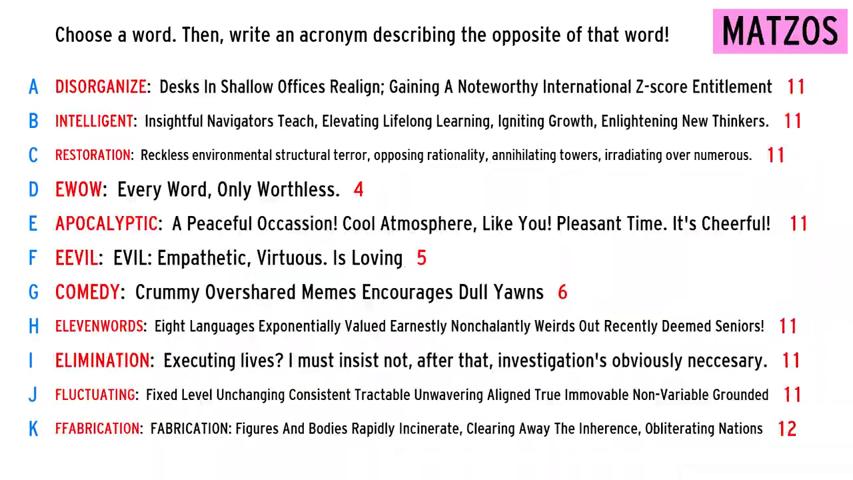 Choose a word. Then, write an acronym describing the opposite of that word!
MATZOS
A DISORGANIZE: Desks In Shallow Offices Realign; Gaining A Noteworthy International Z-score Entitlement 11
B INTELLIGENT: Insightful Navigators Teach, Elevating Lifelong Learning, Igniting Growth, Enlightening New Thinkers. 11
C RESTORATION: Reckless environmental structural terror, opposing rationality, annihilating towers, irradiating over numerous. 11
D EWOW: Every Word, Only Worthless. 4
E APOCALYPTIC: A Peaceful Occassion! Cool Atmosphere, Like You! Pleasant Time. It's Cheerful! 11
F EEVIL: EVIL: Empathetic, Virtuous. Is Loving 5
G COMEDY: Crummy Overshared Memes Encourages Dull Yawns 6
H ELEVENWORDS: Eight Languages Exponentially Valued Earnestly Nonchalantly Weirds Out Recently Deemed Seniors! 11
I ELIMINATION: Executing lives? I must insist not, after that, investigation's obviously neccesary. 11
J FLUCTUATING: Fixed Level Unchanging Consistent Tractable Unwavering Aligned True Immovable Non-Variable Grounded 11
K FFABRICATION: FABRICATION: Figures And Bodies Rapidly Incinerate, Clearing Away The Inherence, Obliterating Nations 12